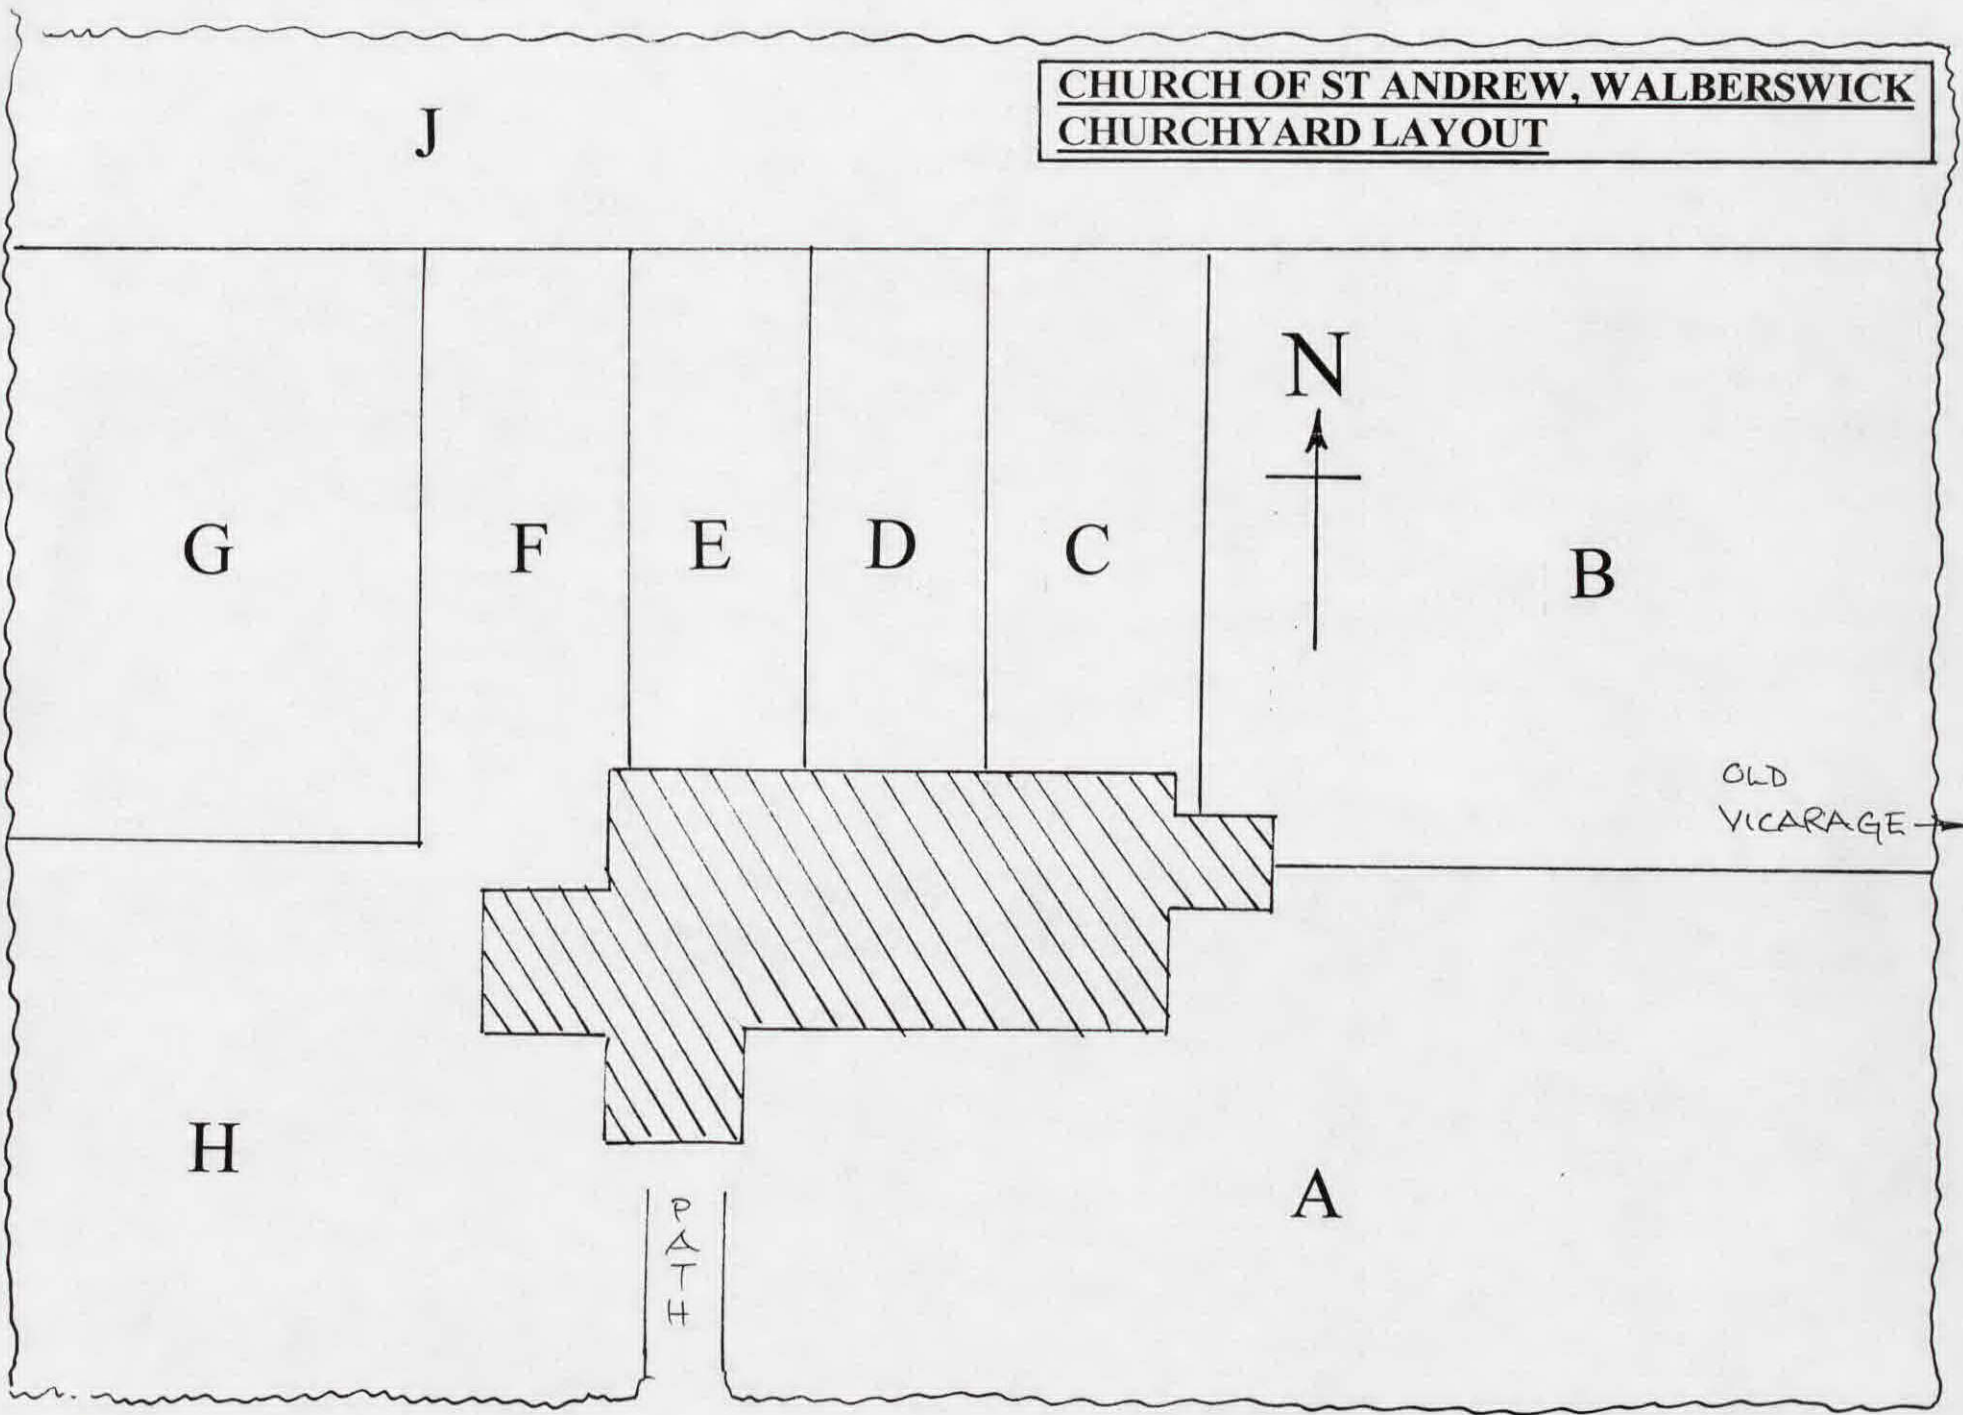 CHURCH OF ST ANDREW, WALBERSWICK
CHURCHYARD LAYOUT
J
N
G
F
E
D
C
B
OLD
VICARAGE
H
A
PATH